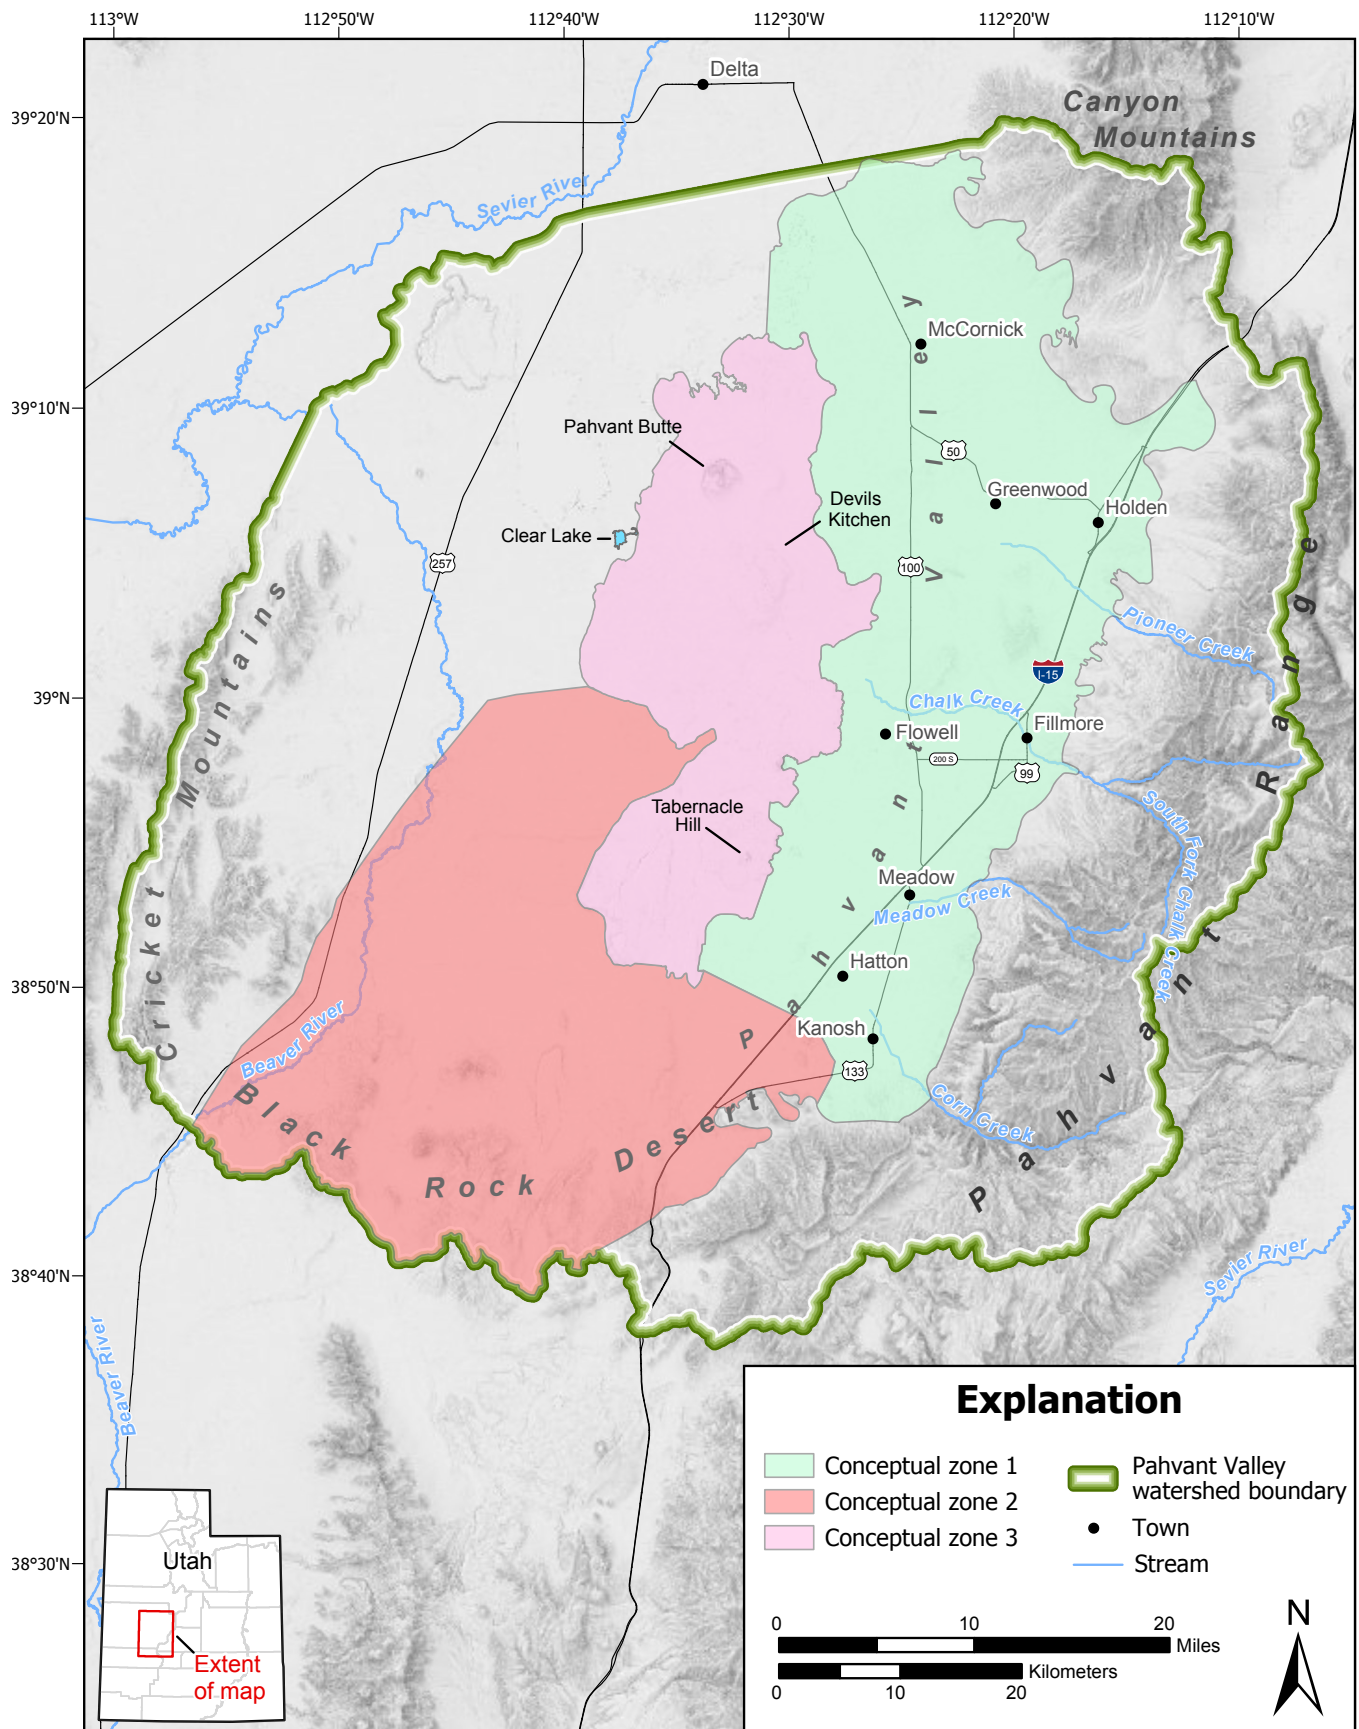 113°W
112°50'W
112°40'W
112°30'W
112°20'W
112°10'W
39°20'N
39°10'N
39°N
38°50'N
38°40'N
38°30'N
Delta
Canyon
Mountains
Sevier River
McCornick
Pahvant Butte
50
Devils
Kitchen
Greenwood
Holden
Clear Lake
257
100
Pahvant Valley
Cricket Mountains
Pioneer Creek
I-15
Chalk Creek
Fillmore
Flowell
200 S
99
Tabernacle
Hill
South Fork Chalk Creek
Meadow
Meadow Creek
Hatton
Pahvant Range
Beaver River
Kanosh
133
Corn Creek
Black Rock Desert
Sevier River
Beaver River
Explanation
Conceptual zone 1
Conceptual zone 2
Conceptual zone 3
Pahvant Valley
watershed boundary
Town
Stream
0 10 20
Miles
Kilometers
0 10 20
N
Utah
Extent
of map